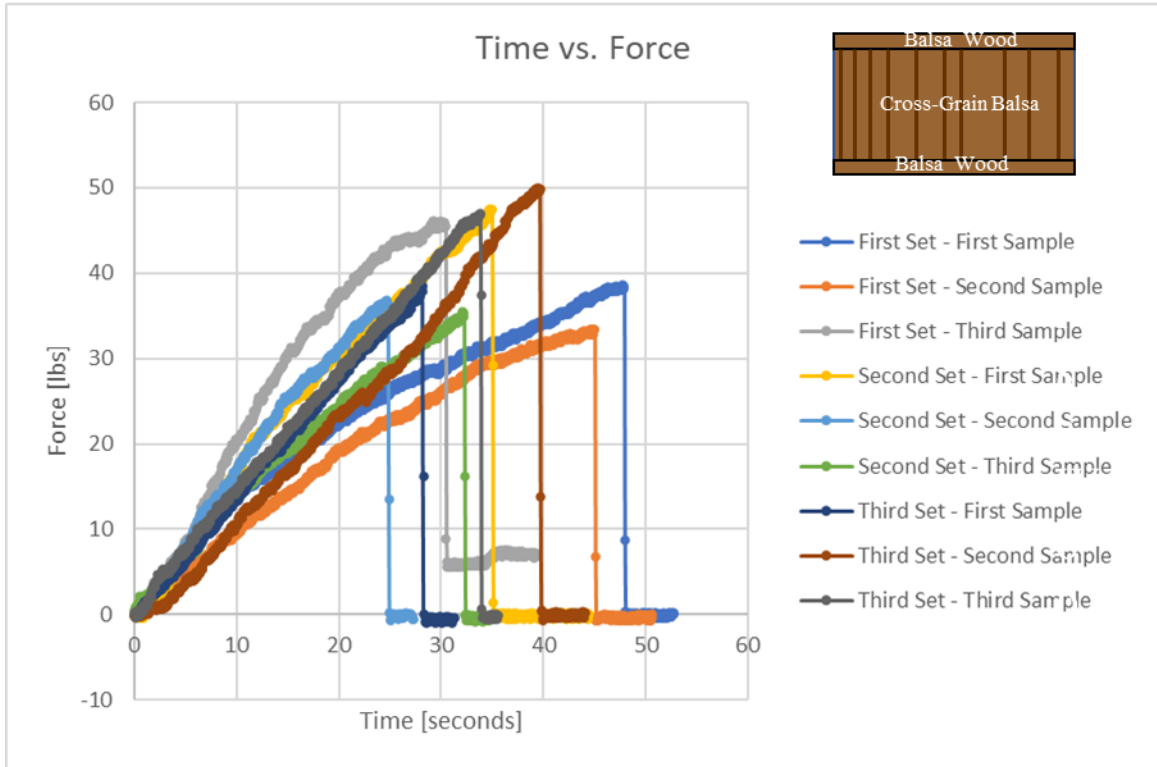 Time vs. Force
Balsa Wood
Cross-Grain Balsa
Balsa Wood
60
50
40
30
20
10
0
-10
Force [lbs]
0 10 20 30 40 50 60
Time [seconds]
First Set - First Sample
First Set - Second Sample
First Set - Third Sample
Second Set - First Sample
Second Set - Second Sample
Second Set - Third Sample
Third Set - First Sample
Third Set - Second Sample
Third Set - Third Sample